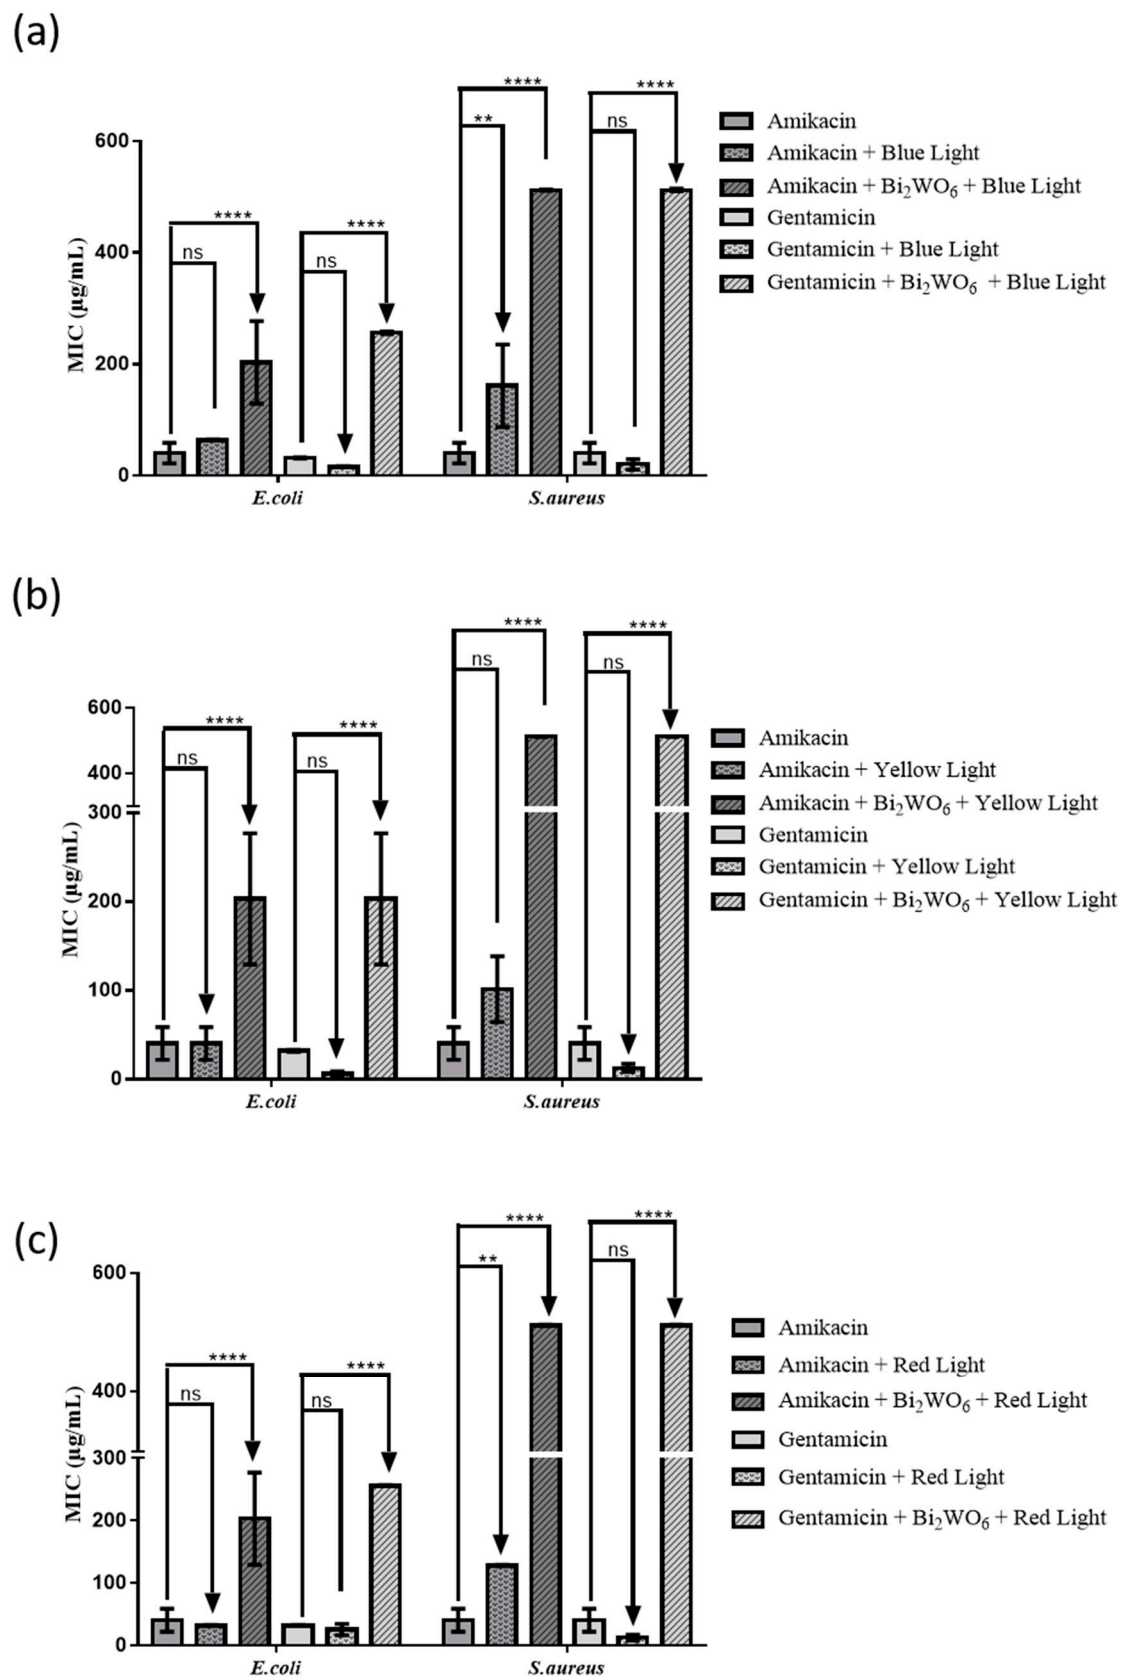 (a)
**** ****
** ns
600
**** ****
ns ns
400
200
0
MIC (µg/mL)
E.coli S.aureus
Amikacin
Amikacin + Blue Light
Amikacin + Bi₂WO₆ + Blue Light
Gentamicin
Gentamicin + Blue Light
Gentamicin + Bi₂WO₆ + Blue Light
(b)
**** ****
ns ns
600
**** ****
ns ns
400
300
200
100
0
MIC (µg/mL)
E.coli S.aureus
Amikacin
Amikacin + Yellow Light
Amikacin + Bi₂WO₆ + Yellow Light
Gentamicin
Gentamicin + Yellow Light
Gentamicin + Bi₂WO₆ + Yellow Light
(c)
**** ****
** ns
600
**** ****
ns ns
400
300
200
100
0
MIC (µg/mL)
E.coli S.aureus
Amikacin
Amikacin + Red Light
Amikacin + Bi₂WO₆ + Red Light
Gentamicin
Gentamicin + Red Light
Gentamicin + Bi₂WO₆ + Red Light